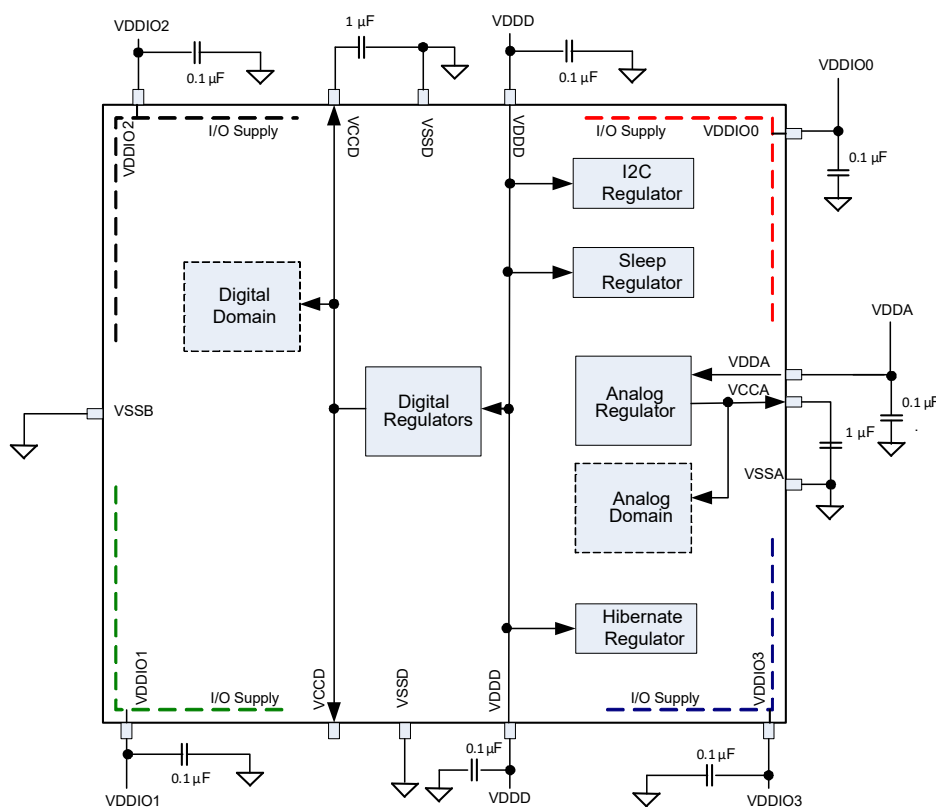 VDDIO2
1 µF
VDDD
0.1 µF
0.1 µF
VDDIO0
0.1 µF
VDDIO2
I/O Supply
VCCD
VSSD
VDDD
I/O Supply
VDDIO0
I2C
Regulator
Sleep
Regulator
Digital
Domain
VDDA
VDDA
VCCA
0.1 µF
.
Analog
Regulator
Digital
Regulators
VSSB
1 µF
VSSA
Analog
Domain
Hibernate
Regulator
VDDIO1
I/O Supply
VCCD
VSSD
VDDD
I/O Supply
VDDIO3
0.1 µF
0.1 µF
0.1 µF
VDDIO1
VDDD
VDDIO3